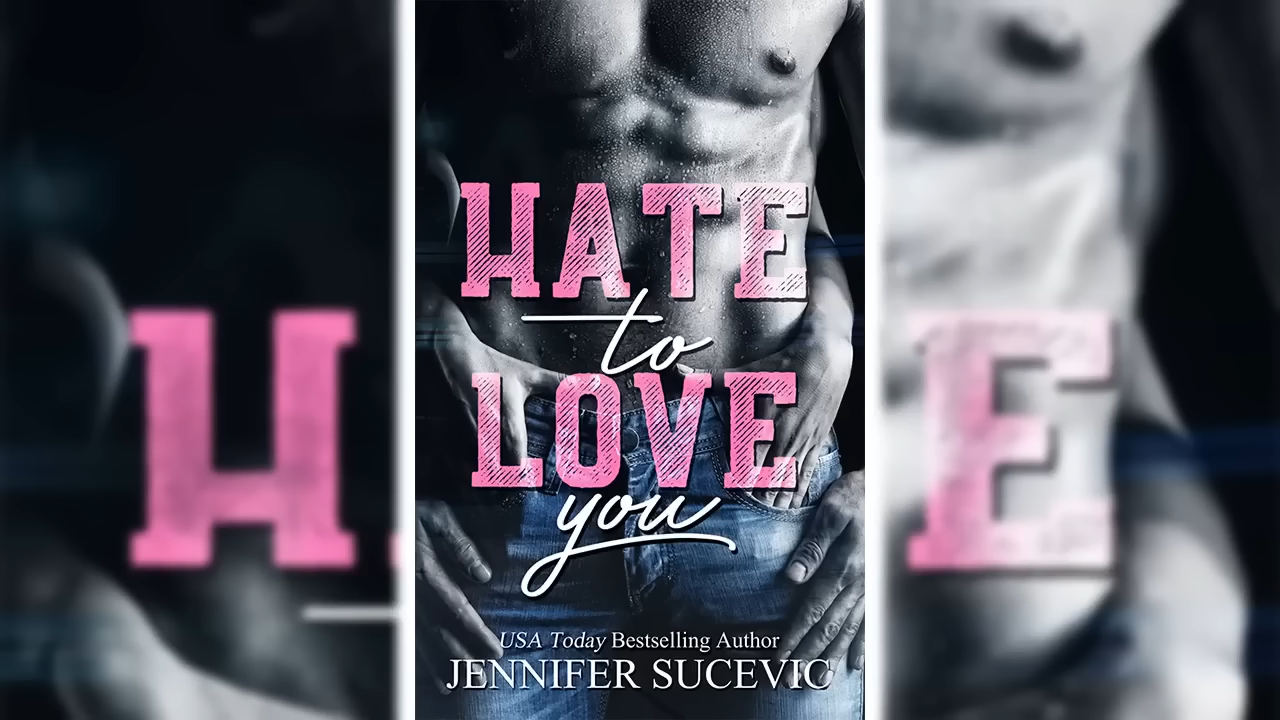 HATE
to
LOVE
you
USA Today Bestselling Author
JENNIFER SUCEVIC
H
E